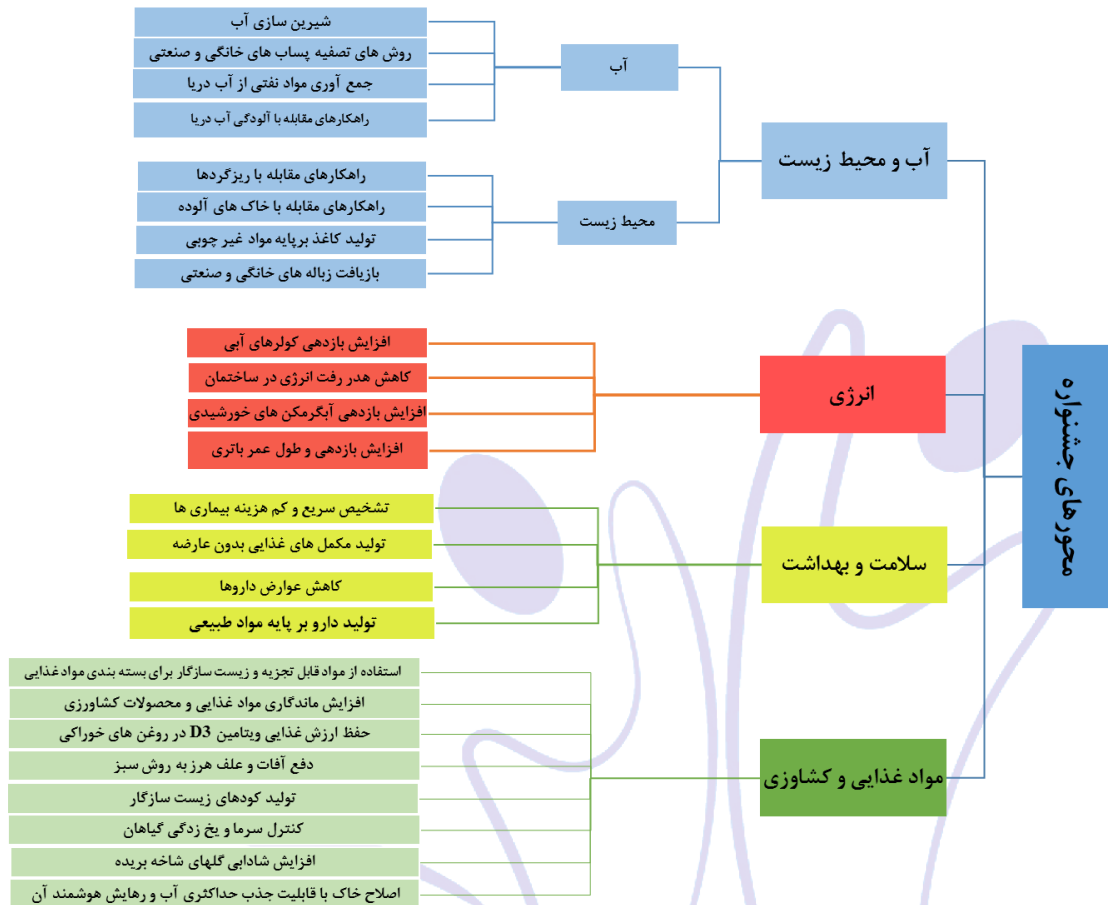 محورهای جشنواره
آب و محیط زیست
آب
شیرین سازی آب
روش های تصفیه پساب های خانگی و صنعتی
جمع آوری مواد نفتی از آب دریا
راهکارهای مقابله با آلودگی آب دریا
محیط زیست
راهکارهای مقابله با ریزگردها
راهکارهای مقابله با خاک های آلوده
تولید کاغذ برپایه مواد غیر چوبی
بازیافت زباله های خانگی و صنعتی
انرژی
افزایش بازدهی کولرهای آبی
کاهش هدر رفت انرژی در ساختمان
افزایش بازدهی آبگرمکن های خورشیدی
افزایش بازدهی و طول عمر باتری
سلامت و بهداشت
تشخیص سریع و کم هزینه بیماری ها
تولید مکمل های غذایی بدون عارضه
کاهش عوارض داروها
تولید دارو بر پایه مواد طبیعی
مواد غذایی و کشاوزی
استفاده از مواد قابل تجزیه و زیست سازگار برای بسته بندی مواد غذایی
افزایش ماندگاری مواد غذایی و محصولات کشاورزی
حفظ ارزش غذایی ویتامین D3 در روغن های خوراکی
دفع آفات و علف هرز به روش سبز
تولید کودهای زیست سازگار
کنترل سرما و یخ زدگی گیاهان
افزایش شادابی گلهای شاخه بریده
اصلاح خاک با قابلیت جذب حداکثری آب و رهایش هوشمند آن